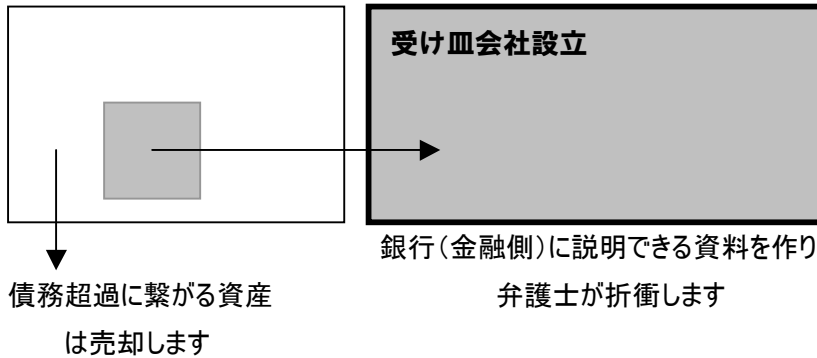 受け皿会社設立
銀行（金融側）に説明できる資料を作り
弁護士が折衝します
債務超過に繋がる資産
は売却します